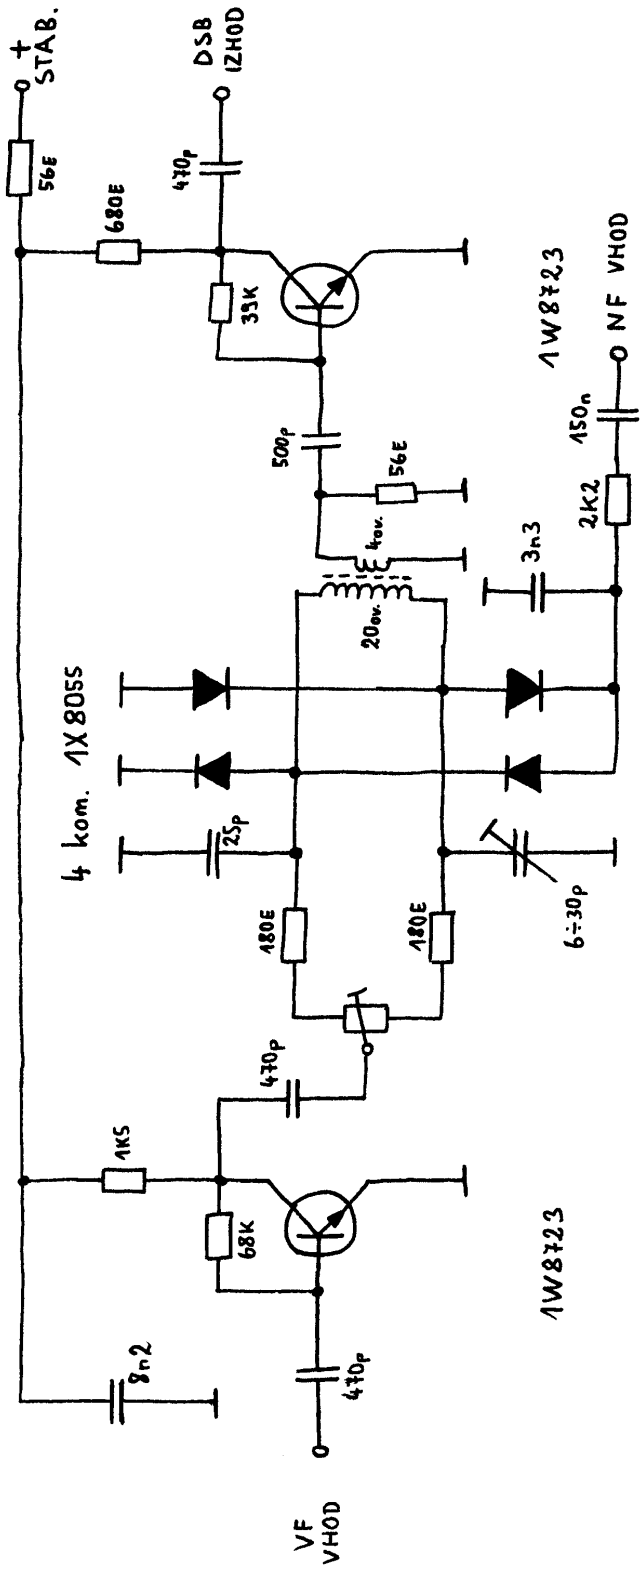 +
STAB.
56E
4 kom. 1X8055
8n2
1K5
680E
470p
DSB
IZHOD
68K
25p
39K
470p
180E
500p
VF
VHOD
470p
20ov.
4ov.
56E
180E
3n3
1W8723
1W8723
6÷30p
2K2
150n
NF VHOD